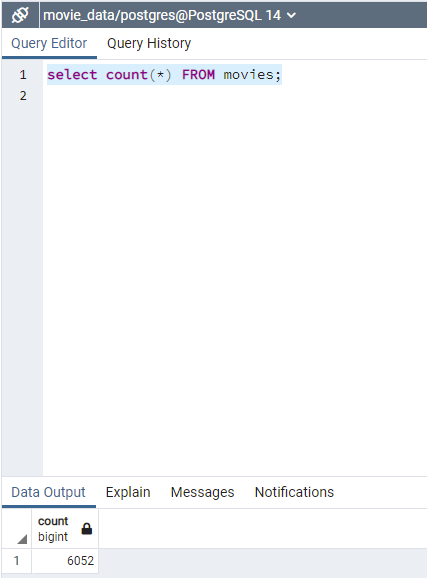 movie_data/postgres@PostgreSQL 14
Query Editor Query History
1 select count(*) FROM movies;
2
Data Output Explain Messages Notifications
count
bigint
1 6052